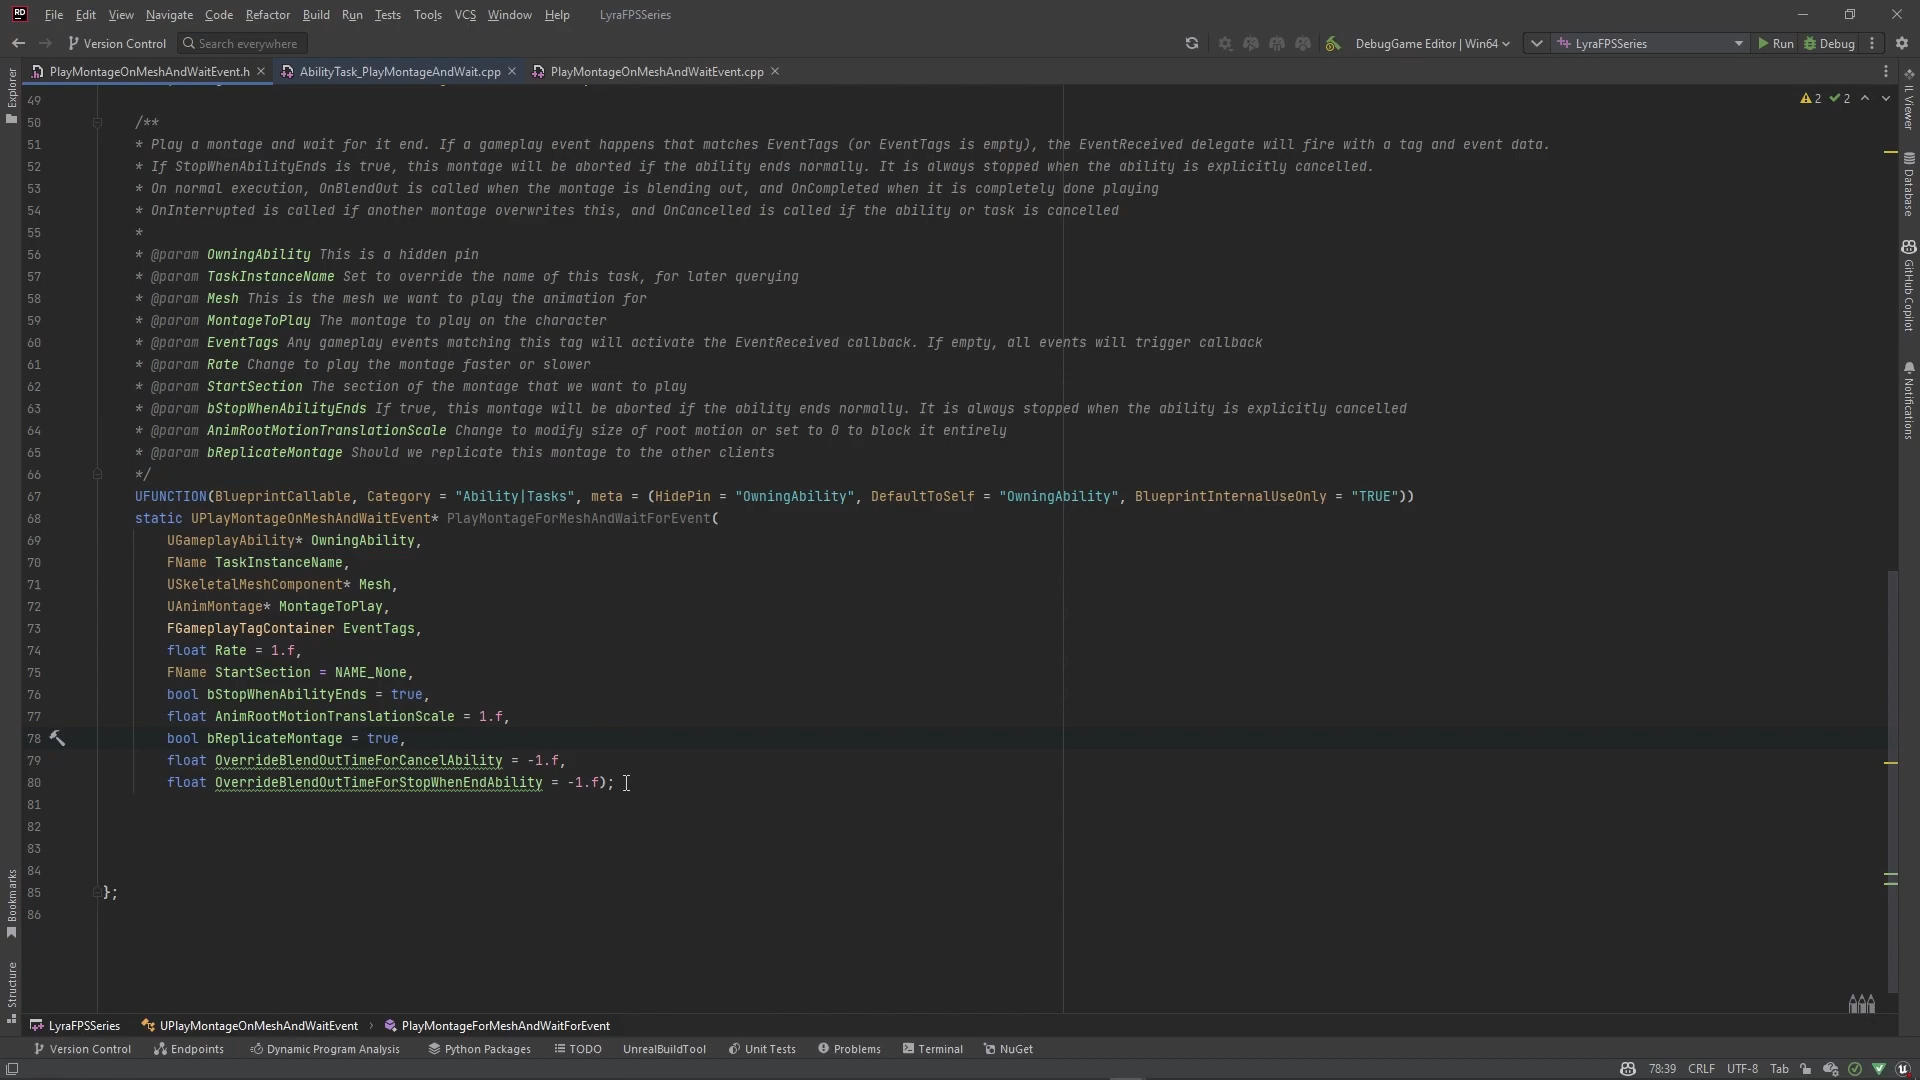 File Edit View Navigate Code Refactor Build Run Tests Tools VCS Window Help LyraFPSSeries
Version Control Search everywhere DebugGame Editor | Win64 LyraFPSSeries Run Debug
PlayMontageOnMeshAndWaitEvent.h AbilityTask_PlayMontageAndWait.cpp PlayMontageOnMeshAndWaitEvent.cpp
Explorer
2 2
49
50 /**
51 * Play a montage and wait for it end. If a gameplay event happens that matches EventTags (or EventTags is empty), the EventReceived delegate will fire with a tag and event data.
52 * If StopWhenAbilityEnds is true, this montage will be aborted if the ability ends normally. It is always stopped when the ability is explicitly cancelled.
53 * On normal execution, OnBlendOut is called when the montage is blending out, and OnCompleted when it is completely done playing
54 * OnInterrupted is called if another montage overwrites this, and OnCancelled is called if the ability or task is cancelled
55 *
56 * @param OwningAbility This is a hidden pin
57 * @param TaskInstanceName Set to override the name of this task, for later querying
58 * @param Mesh This is the mesh we want to play the animation for
59 * @param MontageToPlay The montage to play on the character
60 * @param EventTags Any gameplay events matching this tag will activate the EventReceived callback. If empty, all events will trigger callback
61 * @param Rate Change to play the montage faster or slower
62 * @param StartSection The section of the montage that we want to play
63 * @param bStopWhenAbilityEnds If true, this montage will be aborted if the ability ends normally. It is always stopped when the ability is explicitly cancelled
64 * @param AnimRootMotionTranslationScale Change to modify size of root motion or set to 0 to block it entirely
65 * @param bReplicateMontage Should we replicate this montage to the other clients
66 */
67 UFUNCTION(BlueprintCallable, Category = "Ability|Tasks", meta = (HidePin = "OwningAbility", DefaultToSelf = "OwningAbility", BlueprintInternalUseOnly = "TRUE"))
68 static UPlayMontageOnMeshAndWaitEvent* PlayMontageForMeshAndWaitForEvent(
69 UGameplayAbility* OwningAbility,
70 FName TaskInstanceName,
71 USkeletalMeshComponent* Mesh,
72 UAnimMontage* MontageToPlay,
73 FGameplayTagContainer EventTags,
74 float Rate = 1.f,
75 FName StartSection = NAME_None,
76 bool bStopWhenAbilityEnds = true,
77 float AnimRootMotionTranslationScale = 1.f,
78 bool bReplicateMontage = true,
79 float OverrideBlendOutTimeForCancelAbility = -1.f,
80 float OverrideBlendOutTimeForStopWhenEndAbility = -1.f);
81
82
83
84
85 };
86
IL Viewer
Database
GitHub Copilot
Notifications
Bookmarks
Structure
LyraFPSSeries UPlayMontageOnMeshAndWaitEvent PlayMontageForMeshAndWaitForEvent
Version Control Endpoints Dynamic Program Analysis Python Packages TODO UnrealBuildTool Unit Tests Problems Terminal NuGet
78:39 CRLF UTF-8 Tab